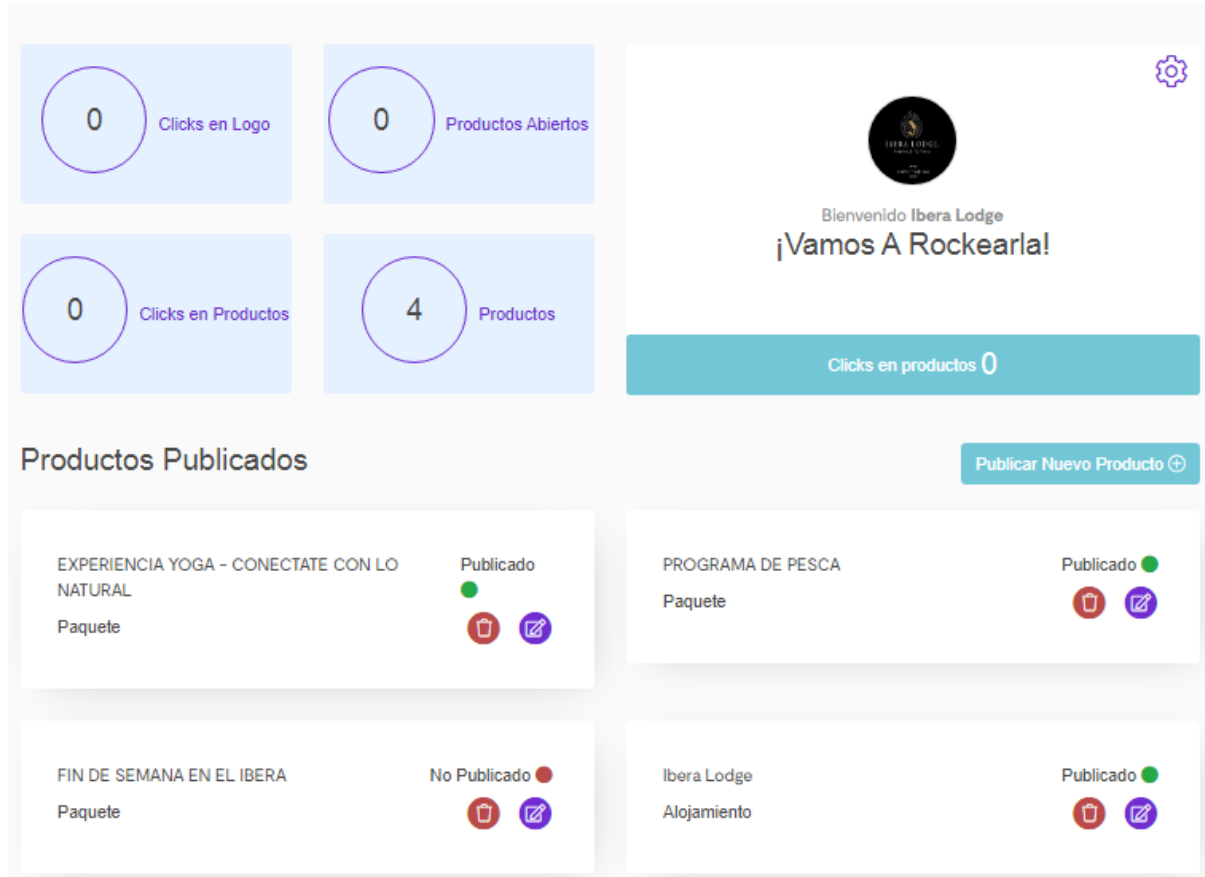 0
Clicks en Logo
0
Productos Abiertos
0
Clicks en Productos
4
Productos
IBERA LODGE
Bienvenido Ibera Lodge
¡Vamos A Rockearla!
Clicks en productos 0
Productos Publicados
Publicar Nuevo Producto
EXPERIENCIA YOGA - CONECTATE CON LO
NATURAL
Publicado
Paquete
PROGRAMA DE PESCA
Publicado
Paquete
FIN DE SEMANA EN EL IBERA
No Publicado
Paquete
Ibera Lodge
Publicado
Alojamiento